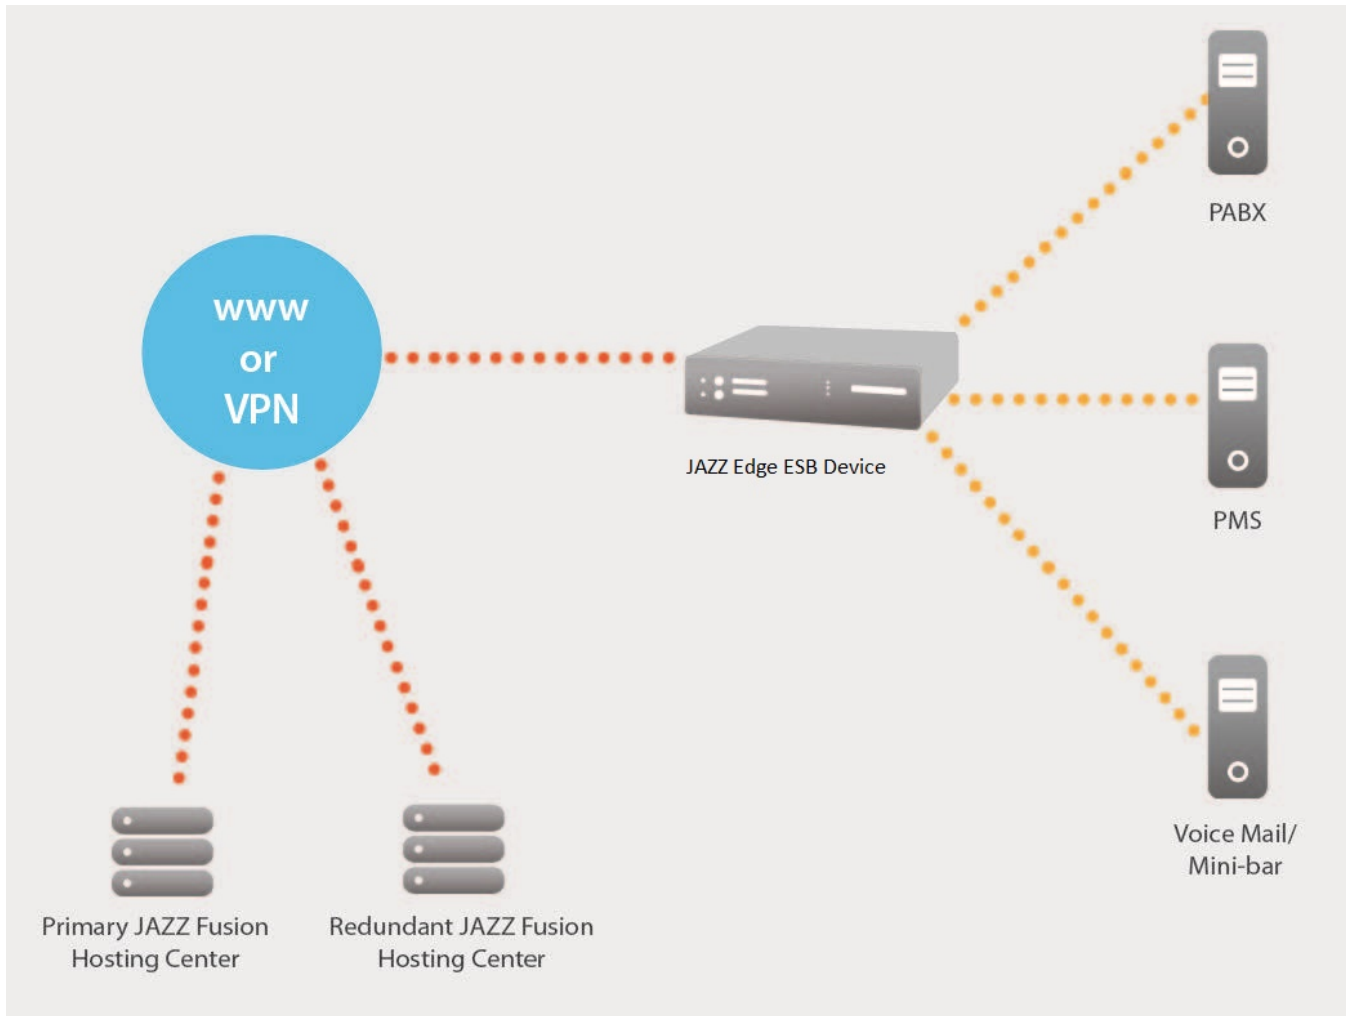 PABX
www
or
VPN
JAZZ Edge ESB Device
PMS
Voice Mail/
Mini-bar
Primary JAZZ Fusion
Hosting Center
Redundant JAZZ Fusion
Hosting Center